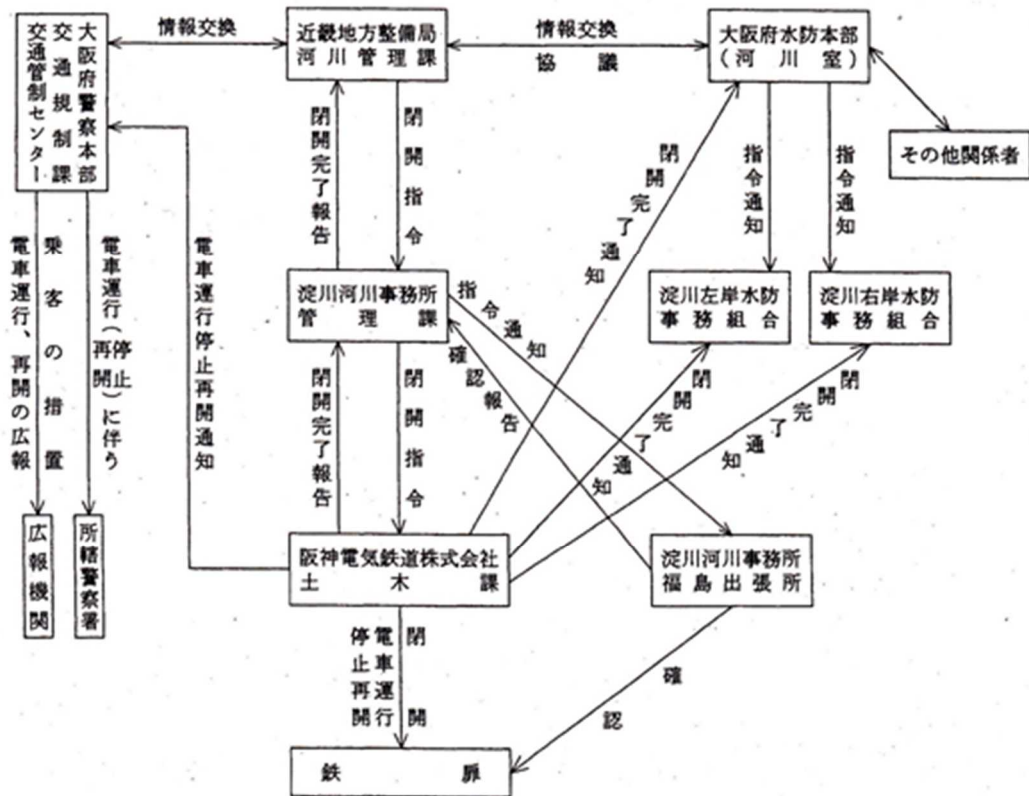 大阪府警察本部
交通規制課
交通管制センター
情報交換
近畿地方整備局
河川管理課
情報交換
協議
大阪府水防本部
(河川室)
その他関係者
閉開完了報告
閉開指令
閉開完了通知
指令通知
指令通知
電車運行、再開の広報
乗客の措置
電車運行(停止再開)に伴う
電車運行停止再開通知
淀川河川事務所
管理課
指令通知
確認報告
淀川左岸水防
事務組合
淀川右岸水防
事務組合
閉開完了報告
閉開指令
閉開完了通知
閉開完了通知
広報機関
所轄警察署
阪神電気鉄道株式会社
土木課
淀川河川事務所
福島出張所
電車運行
停止再開
閉開
確認
鉄扉